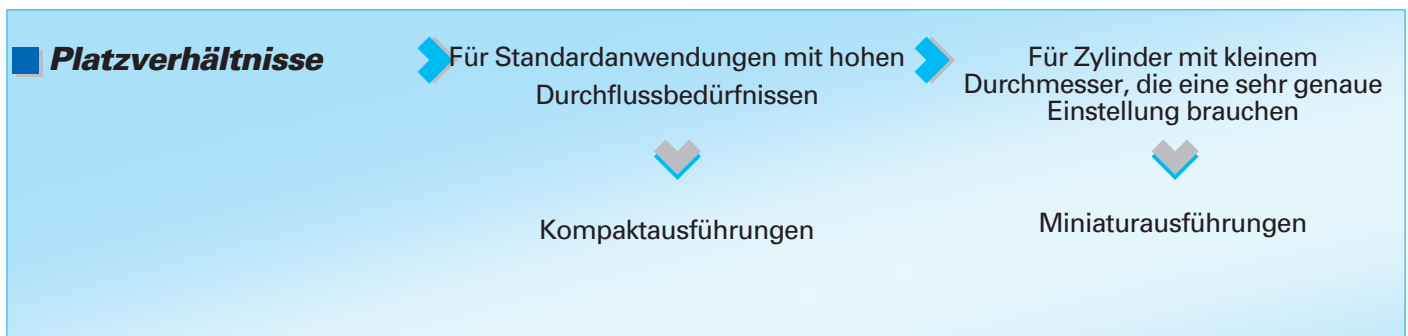 Platzverhältnisse
Für Standardanwendungen mit hohen
Durchflussbedürfnissen
Kompaktausführungen
Für Zylinder mit kleinem
Durchmesser, die eine sehr genaue
Einstellung brauchen
Miniaturausführungen